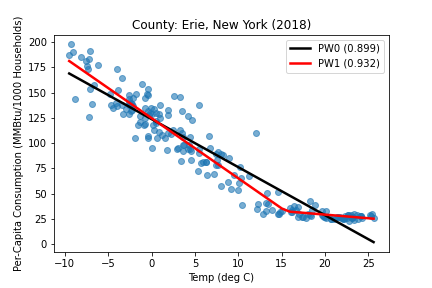 County: Erie, New York (2018)
Per-Capita Consumption (MMBtu/1000 Households)
200
175
150
125
100
75
50
25
0
PW0 (0.899)
PW1 (0.932)
−10 −5 0 5 10 15 20 25
Temp (deg C)